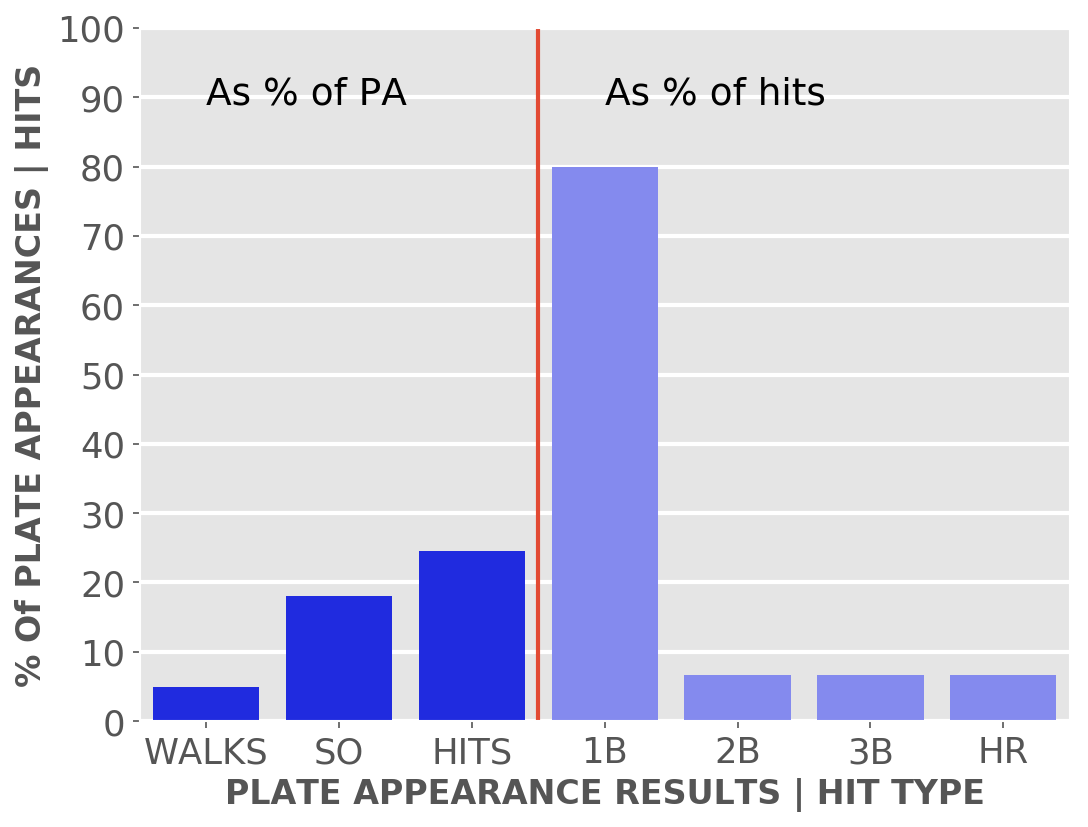 100
90
80
70
60
50
40
30
20
10
0
% Of PLATE APPEARANCES | HITS
As % of PA
As % of hits
WALKS SO HITS 1B 2B 3B HR
PLATE APPEARANCE RESULTS | HIT TYPE